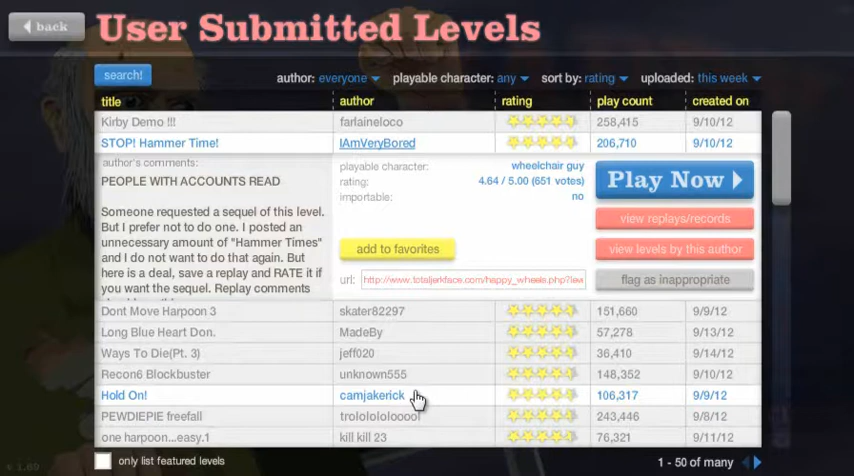 back User Submitted Levels
search! author: everyone playable character: any sort by: rating uploaded: this week
title author rating play count created on
Kirby Demo !!! farlaineloco 258,415 9/10/12
STOP! Hammer Time! IAmVeryBored 206,710 9/10/12
author's comments:
PEOPLE WITH ACCOUNTS READ
Someone requested a sequel of this level.
But I prefer not to do one. I posted an
unnecessary amount of "Hammer Times"
and I do not want to do that again. But
here is a deal, save a replay and RATE it if
you want the sequel. Replay comments
playable character: wheelchair guy
rating: 4.64 / 5.00 (651 votes)
importable: no
add to favorites
url: http://www.totaljerkface.com/happy_wheels.php?lev
Play Now
view replays/records
view levels by this author
flag as inappropriate
Dont Move Harpoon 3 skater82297 151,660 9/9/12
Long Blue Heart Don. MadeBy 57,278 9/13/12
Ways To Die(Pt. 3) jeff020 36,410 9/14/12
Recon6 Blockbuster unknown555 148,352 9/10/12
Hold On! camjakerick 106,317 9/9/12
PEWDIEPIE freefall 243,446 9/8/12
one harpoon...easy.1 kill kill 23 76,321 9/11/12
only list featured levels 1 - 50 of many
v 1.69